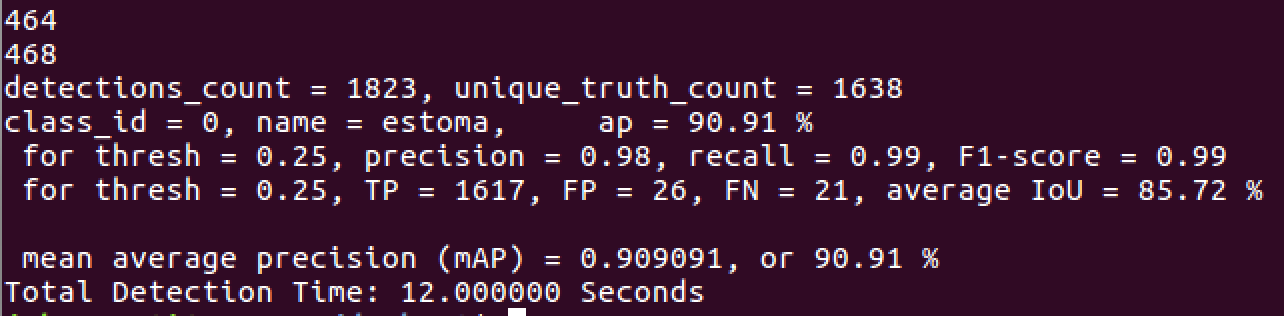 464
468
detections_count = 1823, unique_truth_count = 1638
class_id = 0, name = estoma,     ap = 90.91 %
 for thresh = 0.25, precision = 0.98, recall = 0.99, F1-score = 0.99
 for thresh = 0.25, TP = 1617, FP = 26, FN = 21, average IoU = 85.72 %

 mean average precision (mAP) = 0.909091, or 90.91 %
Total Detection Time: 12.000000 Seconds